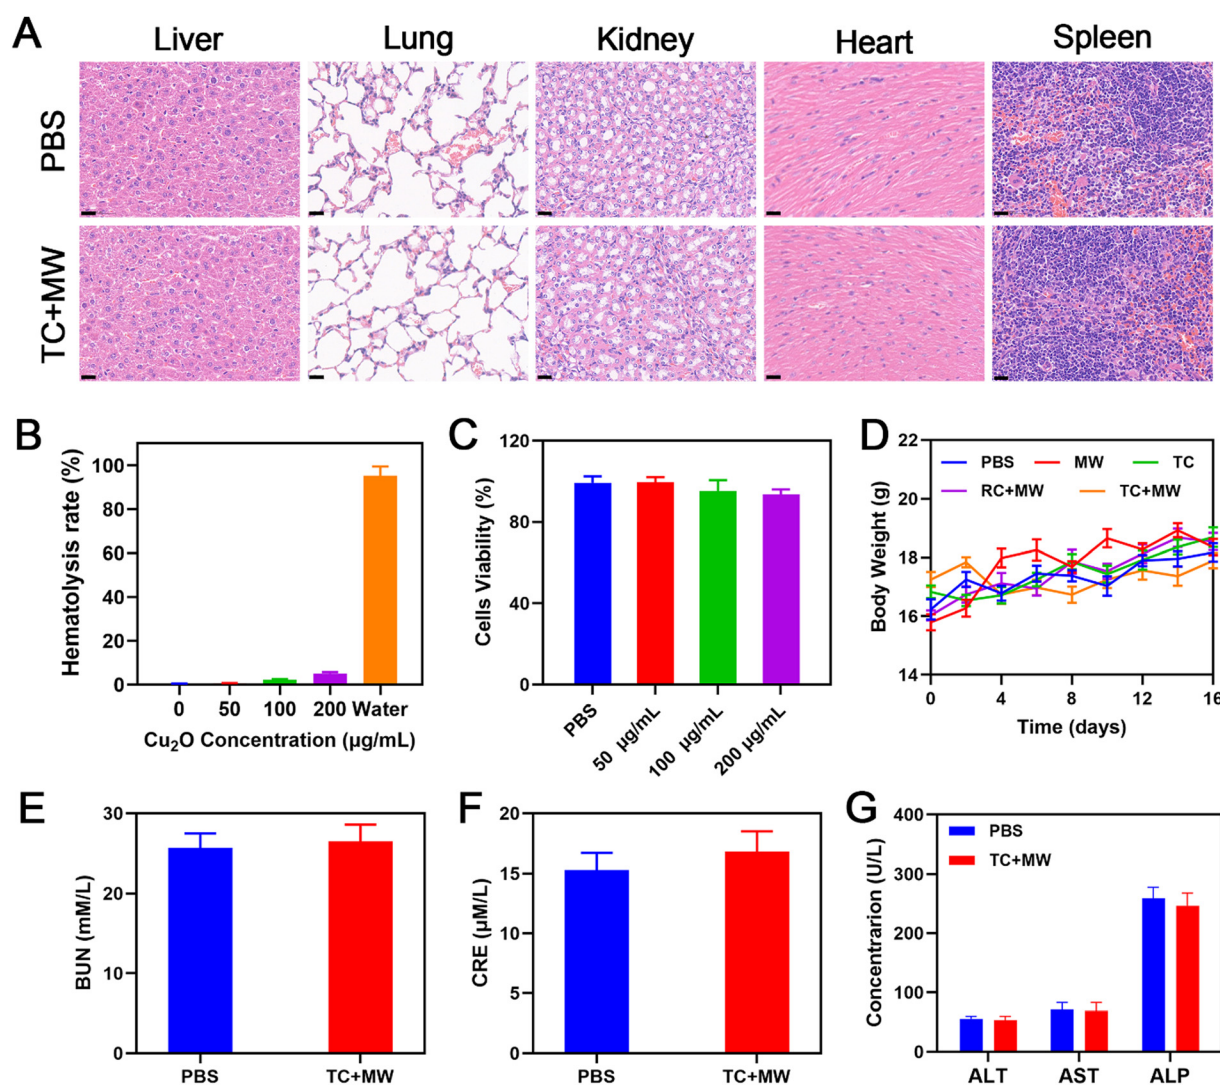 A
Liver Lung Kidney Heart Spleen
PBS
TC+MW
B
Hematolysis rate (%)
100
80
60
40
20
0
0 50 100 200 Water
Cu₂O Concentration (µg/mL)
C
Cells Viability (%)
120
80
40
0
PBS
50 µg/mL
100 µg/mL
200 µg/mL
D
Body Weight (g)
22
20
18
16
14
PBS MW TC
RC+MW TC+MW
0 4 8 12 16
Time (days)
E
BUN (mM/L)
30
20
10
0
PBS TC+MW
F
CRE (µM/L)
20
15
10
5
0
PBS TC+MW
G
Concentrarion (U/L)
400
300
200
100
0
PBS
TC+MW
ALT AST ALP